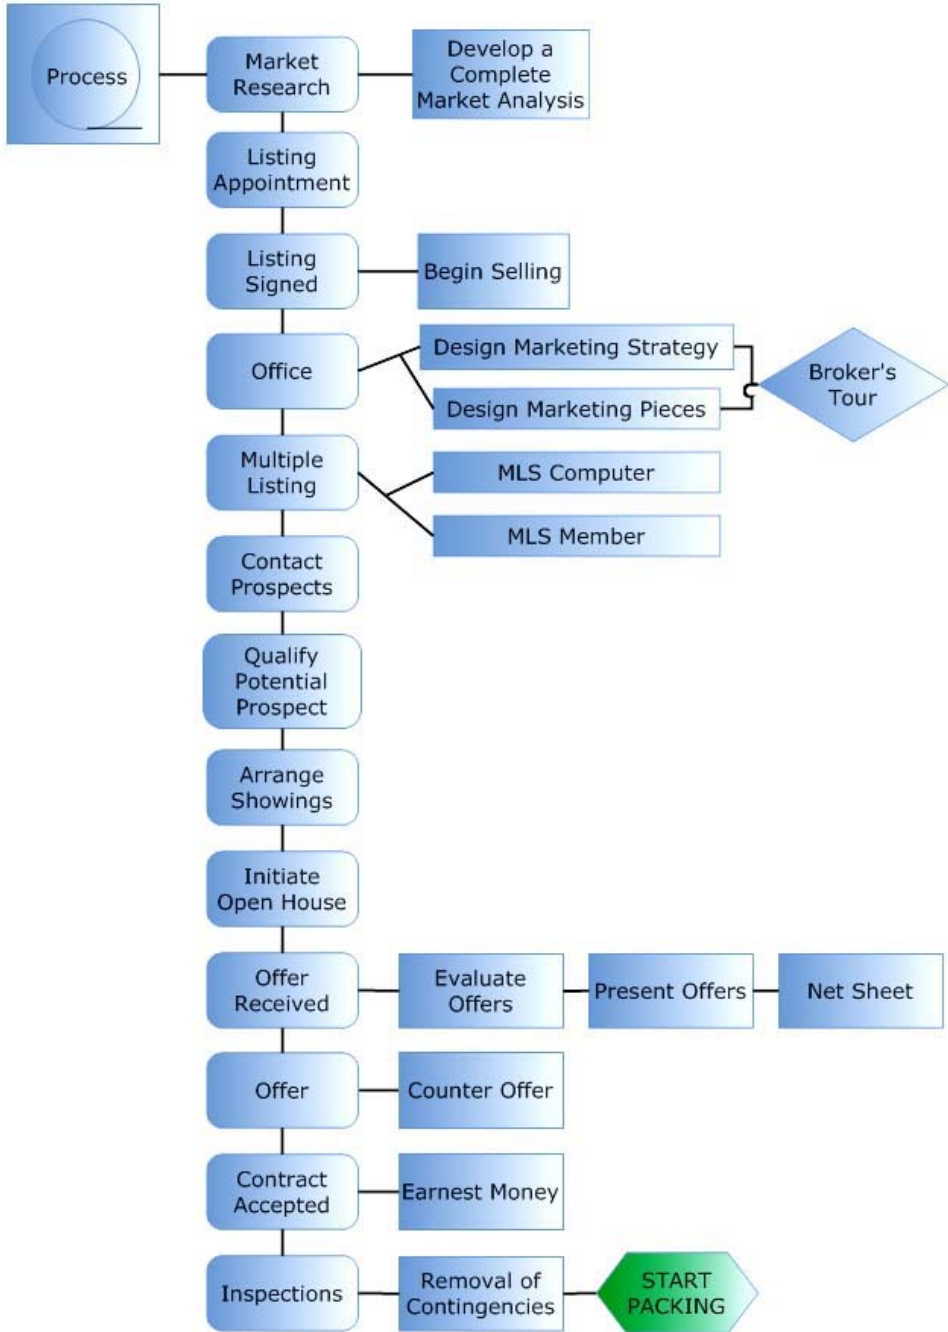 Process
Market
Research
Develop a
Complete
Market Analysis
Listing
Appointment
Listing
Signed
Begin Selling
Office
Design Marketing Strategy
Design Marketing Pieces
Broker's
Tour
Multiple
Listing
MLS Computer
MLS Member
Contact
Prospects
Qualify
Potential
Prospect
Arrange
Showings
Initiate
Open House
Offer
Received
Evaluate
Offers
Present Offers
Net Sheet
Offer
Counter Offer
Contract
Accepted
Earnest Money
Inspections
Removal of
Contingencies
START
PACKING